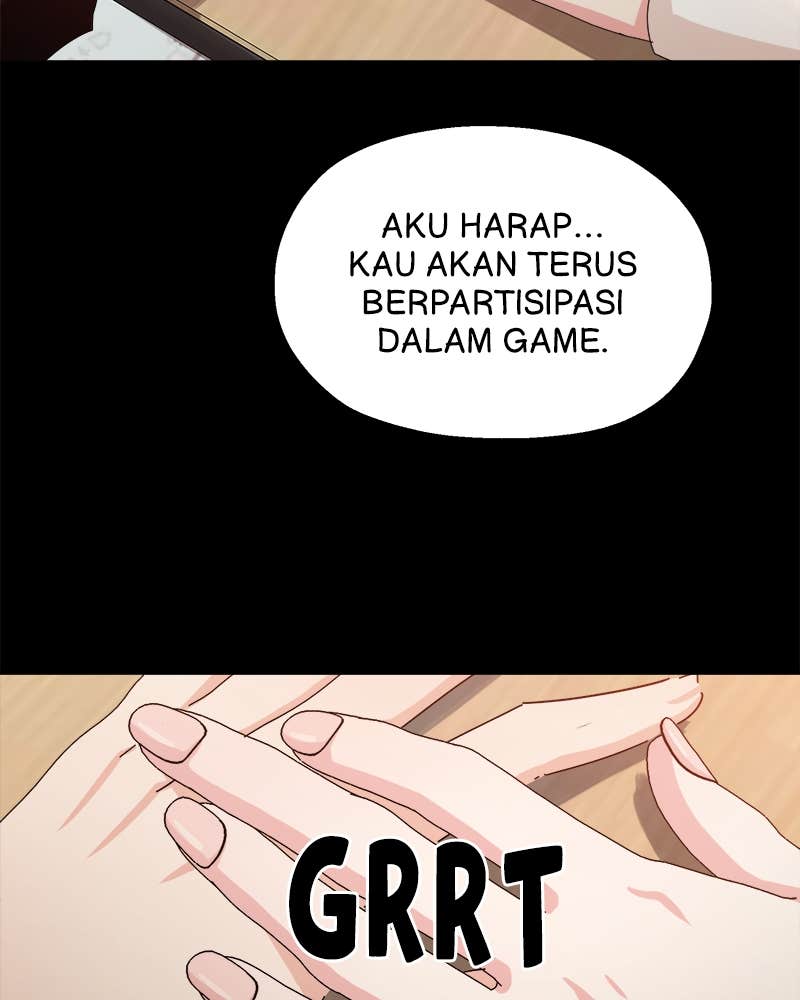 AKU HARAP...
KAU AKAN TERUS
BERPARTISIPASI
DALAM GAME.
GRRT